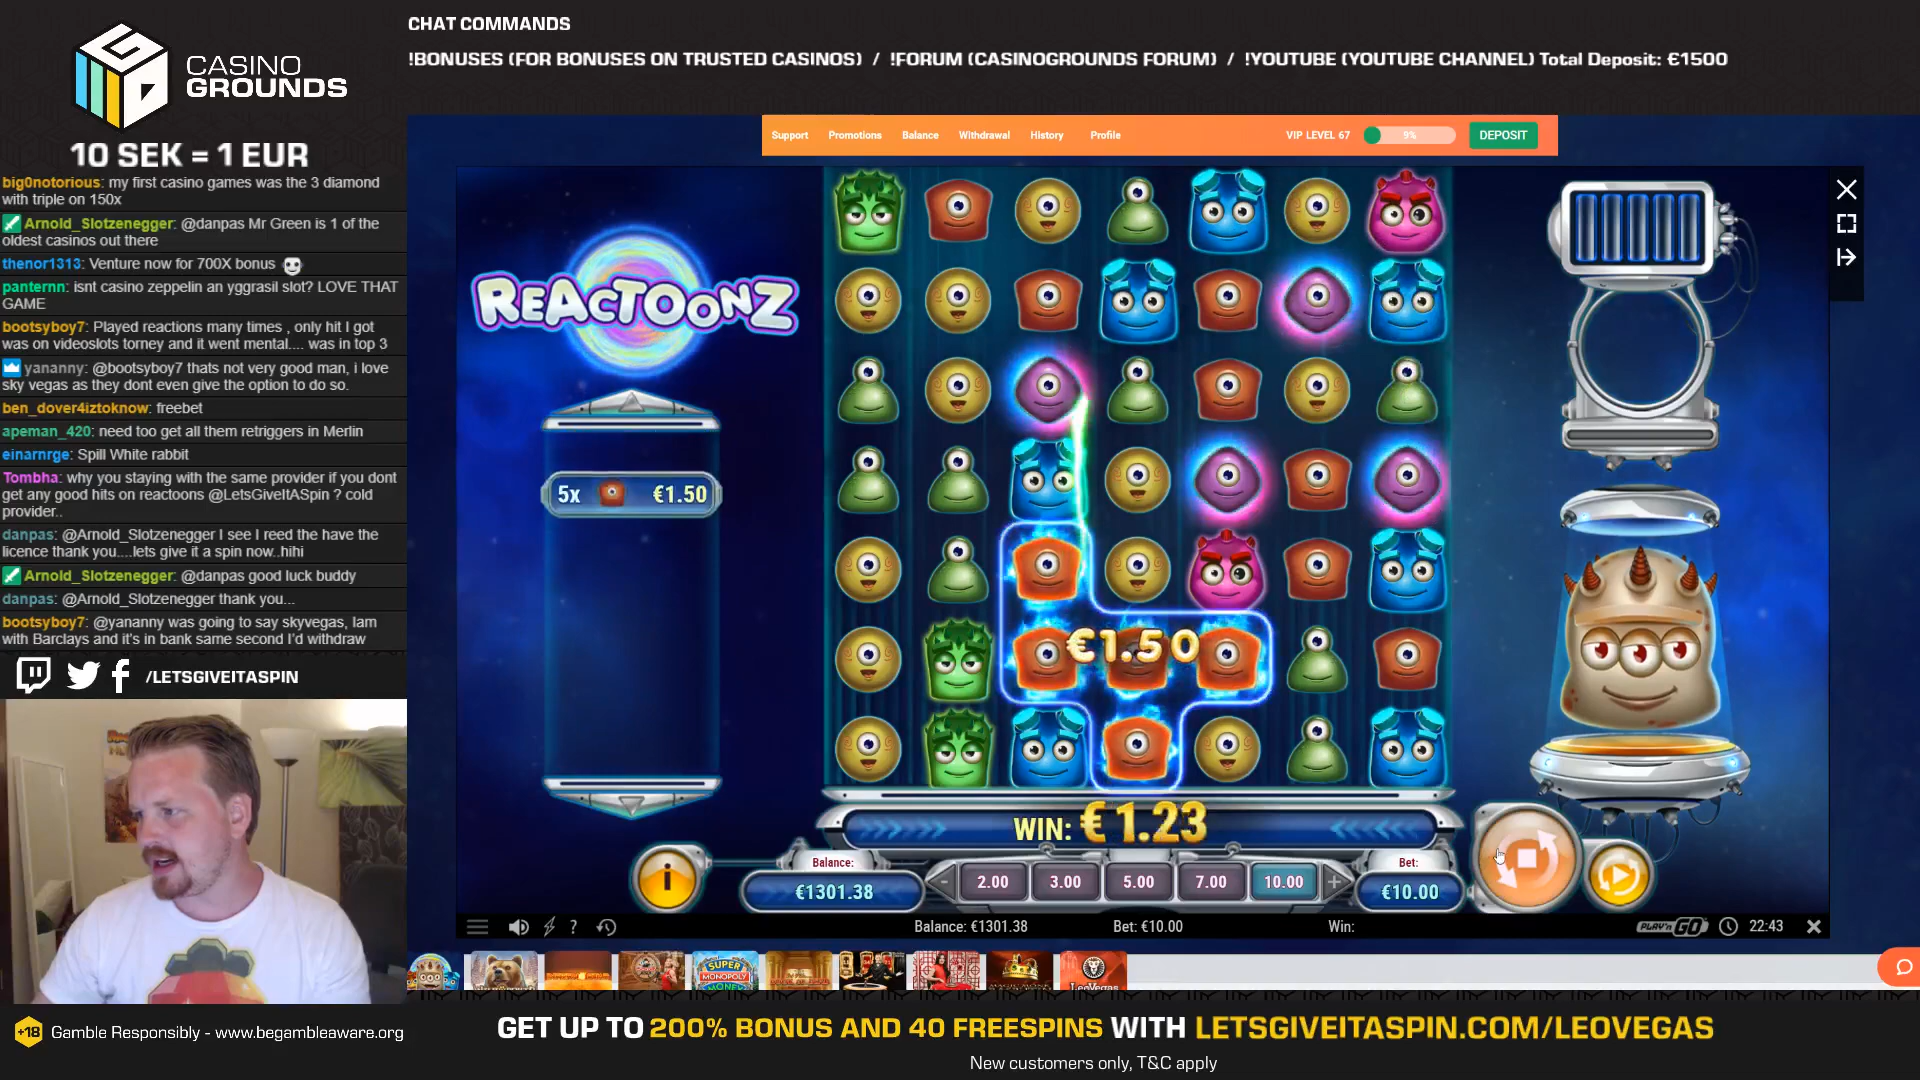 CHAT COMMANDS
!BONUSES (FOR BONUSES ON TRUSTED CASINOS) / !FORUM (CASINOGROUNDS FORUM) / !YOUTUBE (YOUTUBE CHANNEL) Total Deposit: €1500
CASINO
GROUNDS
10 SEK = 1 EUR
big0notorious: my first casino games was the 3 diamond
with triple on 150x
Arnold_Slotzenegger: @danpas Mr Green is 1 of the
oldest casinos out there
thenor1313: Venture now for 700X bonus
panternn: isnt casino zeppelin an yggrasil slot? LOVE THAT
GAME
bootsyboy7: Played reactions many times , only hit I got
was on videoslots torney and it went mental.... was in top 3
yananny: @bootsyboy7 thats not very good man, i love
sky vegas as they dont even give the option to do so.
ben_dover4iztoknow: freebet
apeman_420: need too get all them retriggers in Merlin
einarnrge: Spill White rabbit
Tombha: why you staying with the same provider if you dont
get any good hits on reactoons @LetsGiveItASpin ? cold
provider..
danpas: @Arnold_Slotzenegger I see I reed the have the
licence thank you....lets give it a spin now..hihi
Arnold_Slotzenegger: @danpas good luck buddy
danpas: @Arnold_Slotzenegger thank you...
bootsyboy7: @yananny was going to say skyvegas, Iam
with Barclays and it's in bank same second I'd withdraw
/LETSGIVEITASPIN
Support Promotions Balance Withdrawal History Profile VIP LEVEL 67 9% DEPOSIT
REACTOONZ
5x €1.50
€1.50
WIN: €1.23
Balance: Bet:
€1301.38 - 2.00 3.00 5.00 7.00 10.00 + €10.00
? Balance: €1301.38 Bet: €10.00 Win: PLAY'n GO 22:43
SUPER
MONOPOLY
MONEY
LeoVegas
+18 Gamble Responsibly - www.begambleaware.org
GET UP TO 200% BONUS AND 40 FREESPINS WITH LETSGIVEITASPIN.COM/LEOVEGAS
New customers only, T&C apply